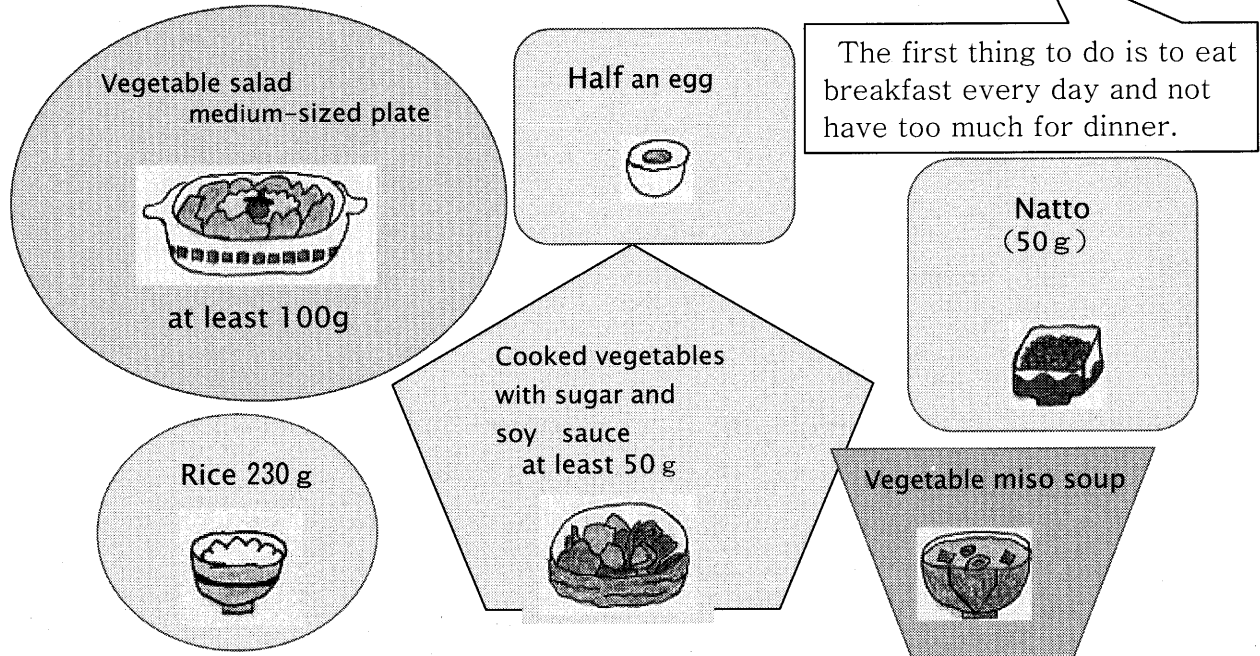 Vegetable salad
medium-sized plate
at least 100g
Half an egg
The first thing to do is to eat
breakfast every day and not
have too much for dinner.
Natto
(50g)
Cooked vegetables
with sugar and
soy sauce
at least 50g
Rice 230g
Vegetable miso soup